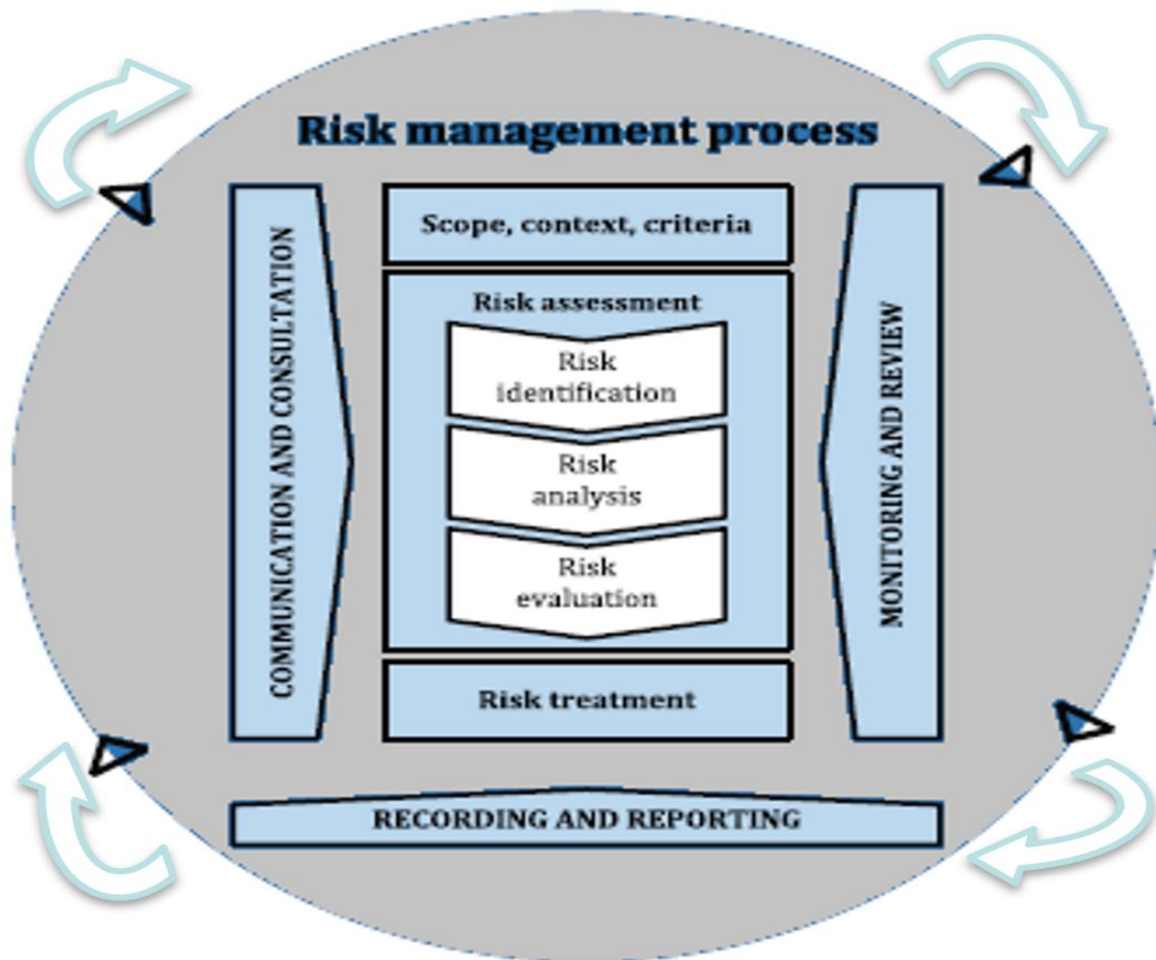 Risk management process
COMMUNICATION AND CONSULTATION
Scope, context, criteria
Risk assessment
Risk
identification
Risk
analysis
Risk
evaluation
Risk treatment
MONITORING AND REVIEW
RECORDING AND REPORTING